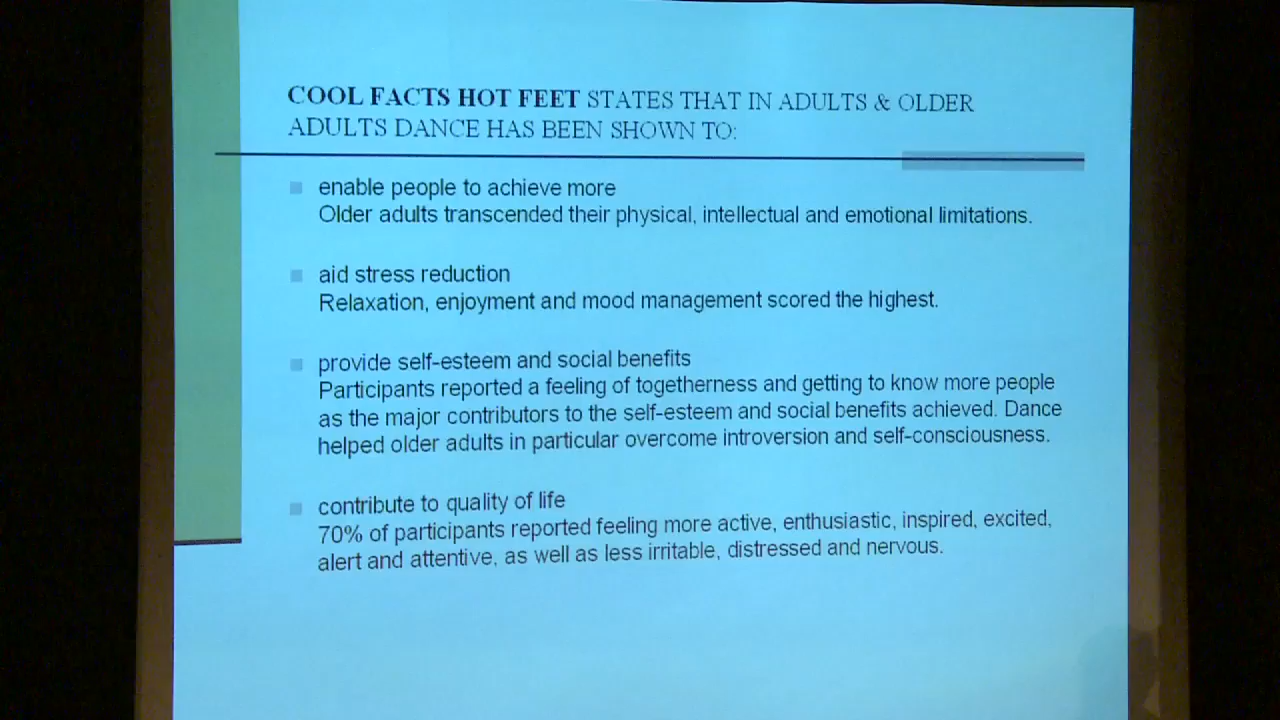 COOL FACTS HOT FEET STATES THAT IN ADULTS & OLDER
ADULTS DANCE HAS BEEN SHOWN TO:
enable people to achieve more
Older adults transcended their physical, intellectual and emotional limitations.
aid stress reduction
Relaxation, enjoyment and mood management scored the highest.
provide self-esteem and social benefits
Participants reported a feeling of togetherness and getting to know more people
as the major contributors to the self-esteem and social benefits achieved. Dance
helped older adults in particular overcome introversion and self-consciousness.
contribute to quality of life
70% of participants reported feeling more active, enthusiastic, inspired, excited,
alert and attentive, as well as less irritable, distressed and nervous.